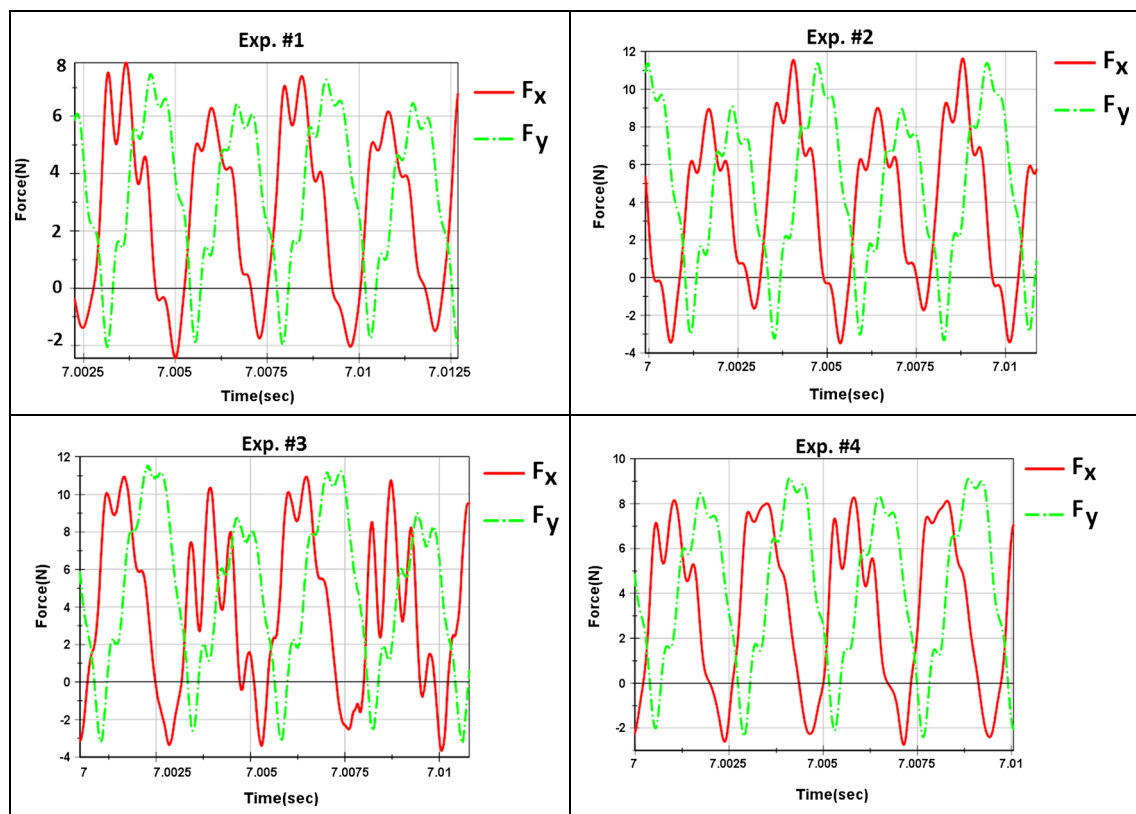 Exp. #1
8
6
4
2
0
-2
Force(N)
7.0025 7.005 7.0075 7.01 7.0125
Time(sec)
Fx
Fy
Exp. #2
12
10
8
6
4
2
0
-2
-4
Force(N)
7 7.0025 7.005 7.0075 7.01
Time(sec)
Fx
Fy
Exp. #3
12
10
8
6
4
2
0
-2
-4
Force(N)
7 7.0025 7.005 7.0075 7.01
Time(sec)
Fx
Fy
Exp. #4
10
8
6
4
2
0
-2
Force(N)
7 7.0025 7.005 7.0075 7.01
Time(sec)
Fx
Fy